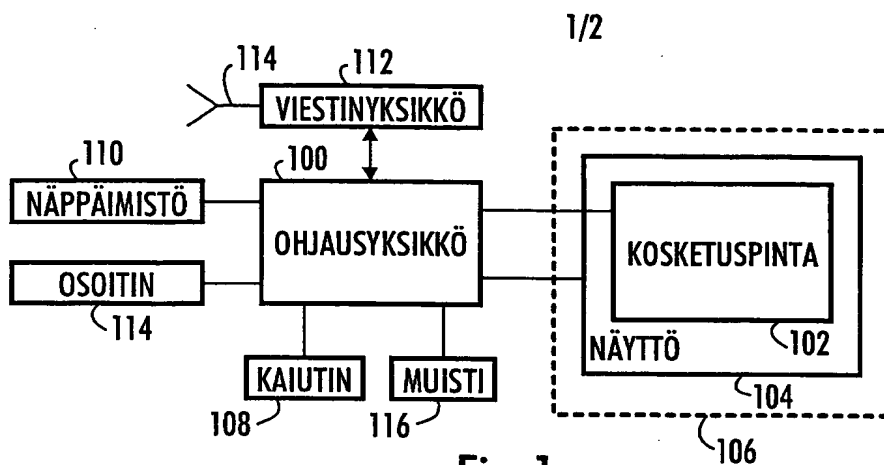 1/2
114
112
VIESTINYKSIKKÖ
110
100
NÄPPÄIMISTÖ
OHJAUSYKSIKKÖ
KOSKETUSPINTA
OSOITIN
114
102
NÄYTTÖ
KAIUTIN
MUISTI
104
108
116
106